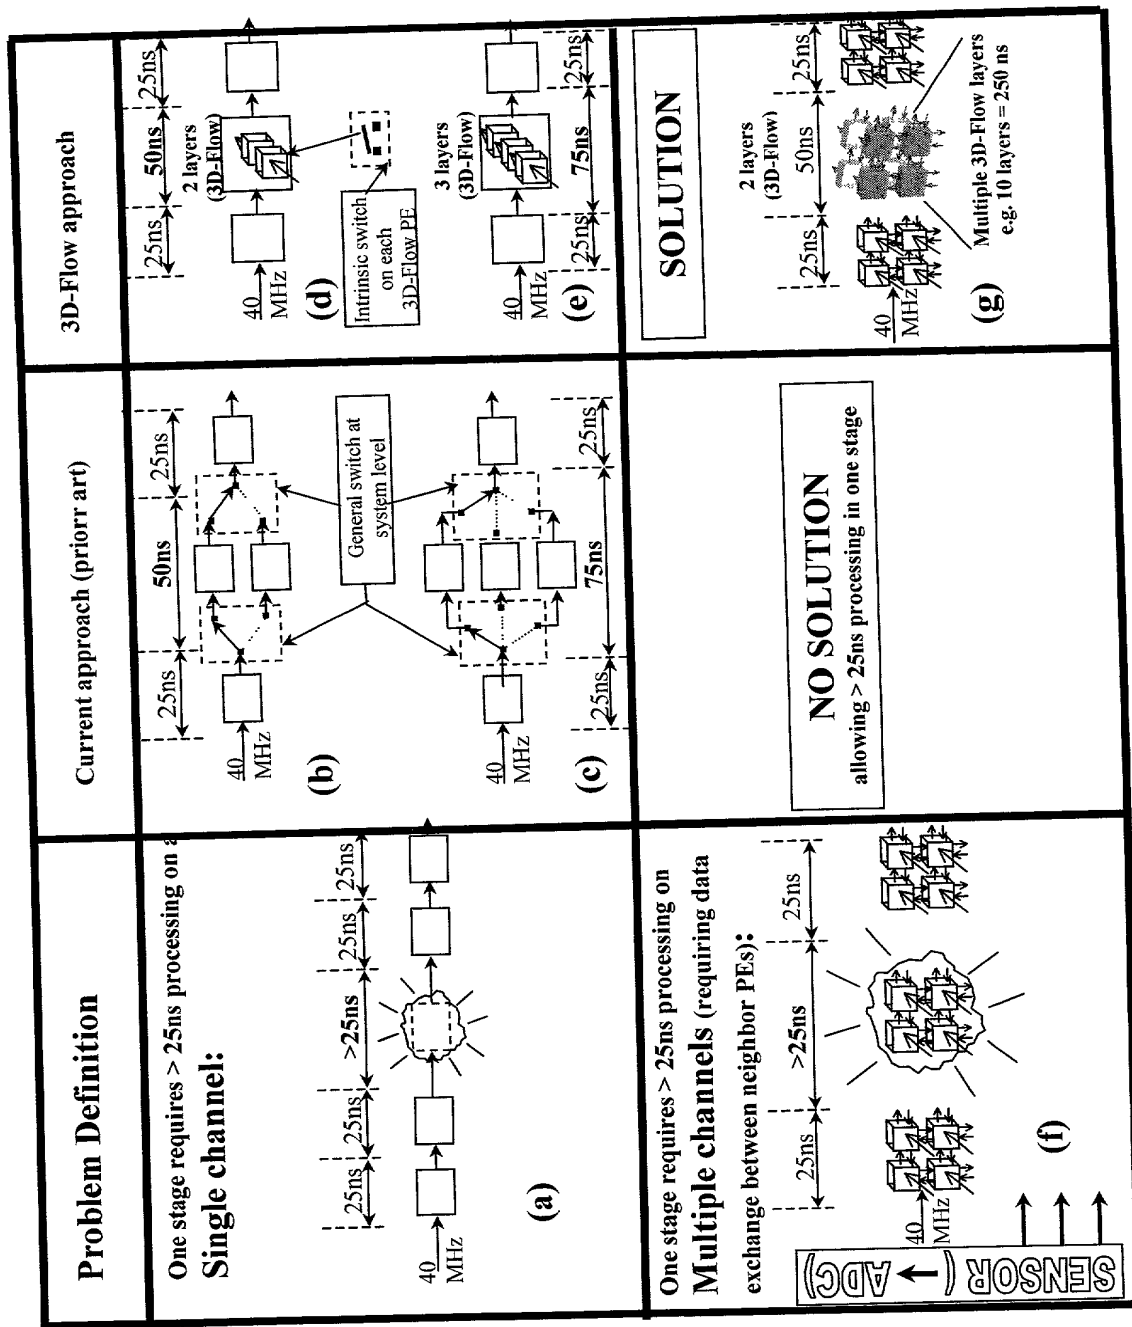 Problem Definition
Current approach (priorr art)
3D-Flow approach
One stage requires > 25ns processing on a
Single channel:
25ns
25ns
>25ns
25ns
25ns
40
MHz
(a)
25ns
50ns
25ns
40
MHz
(b)
General switch at
system level
40
MHz
(c)
25ns
75ns
25ns
25ns
50ns
25ns
2 layers
(3D-Flow)
40
MHz
(d)
Intrinsic switch
on each
3D-Flow PE
3 layers
(3D-Flow)
40
MHz
(e)
25ns
75ns
25ns
One stage requires > 25ns processing on
Multiple channels (requiring data
exchange between neighbor PEs):
25ns
>25ns
25ns
SENSOR (
ADC)
40
MHz
(f)
NO SOLUTION
allowing > 25ns processing in one stage
SOLUTION
2 layers
(3D-Flow)
25ns
50ns
25ns
40
MHz
(g)
Multiple 3D-Flow layers
e.g. 10 layers = 250 ns